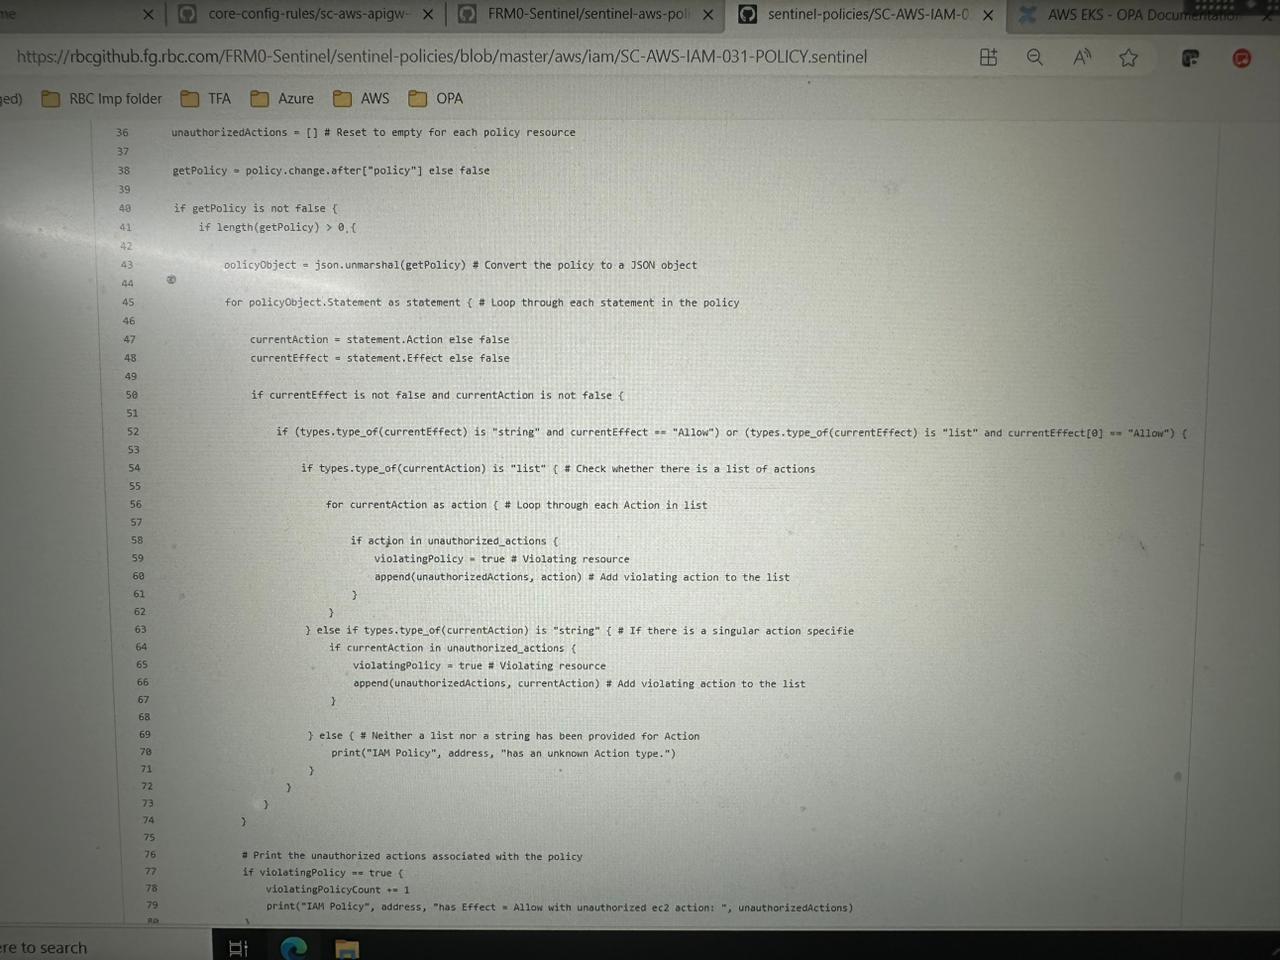 me
core-config-rules/sc-aws-apigw-
FRM0-Sentinel/sentinel-aws-poli
sentinel-policies/SC-AWS-IAM-0
AWS EKS - OPA Documentation
https://rbcgithub.fg.rbc.com/FRM0-Sentinel/sentinel-policies/blob/master/aws/iam/SC-AWS-IAM-031-POLICY.sentinel
ged) RBC Imp folder TFA Azure AWS OPA
36 unauthorizedActions = [] # Reset to empty for each policy resource
37
38 getPolicy = policy.change.after["policy"] else false
39
40 if getPolicy is not false {
41 if length(getPolicy) > 0 {
42
43 policyObject = json.unmarshal(getPolicy) # Convert the policy to a JSON object
44
45 for policyObject.Statement as statement { # Loop through each statement in the policy
46
47 currentAction = statement.Action else false
48 currentEffect = statement.Effect else false
49
50 if currentEffect is not false and currentAction is not false {
51
52 if (types.type_of(currentEffect) is "string" and currentEffect == "Allow") or (types.type_of(currentEffect) is "list" and currentEffect[0] == "Allow") {
53
54 if types.type_of(currentAction) is "list" { # Check whether there is a list of actions
55
56 for currentAction as action { # Loop through each Action in list
57
58 if action in unauthorized_actions {
59 violatingPolicy = true # Violating resource
60 append(unauthorizedActions, action) # Add violating action to the list
61 }
62 }
63 } else if types.type_of(currentAction) is "string" { # If there is a singular action specifie
64 if currentAction in unauthorized_actions {
65 violatingPolicy = true # Violating resource
66 append(unauthorizedActions, currentAction) # Add violating action to the list
67 }
68
69 } else { # Neither a list nor a string has been provided for Action
70 print("IAM Policy", address, "has an unknown Action type.")
71 }
72 }
73 }
74 }
75
76 # Print the unauthorized actions associated with the policy
77 if violatingPolicy == true {
78 violatingPolicyCount += 1
79 print("IAM Policy", address, "has Effect = Allow with unauthorized ec2 action: ", unauthorizedActions)
80 }
ere to search